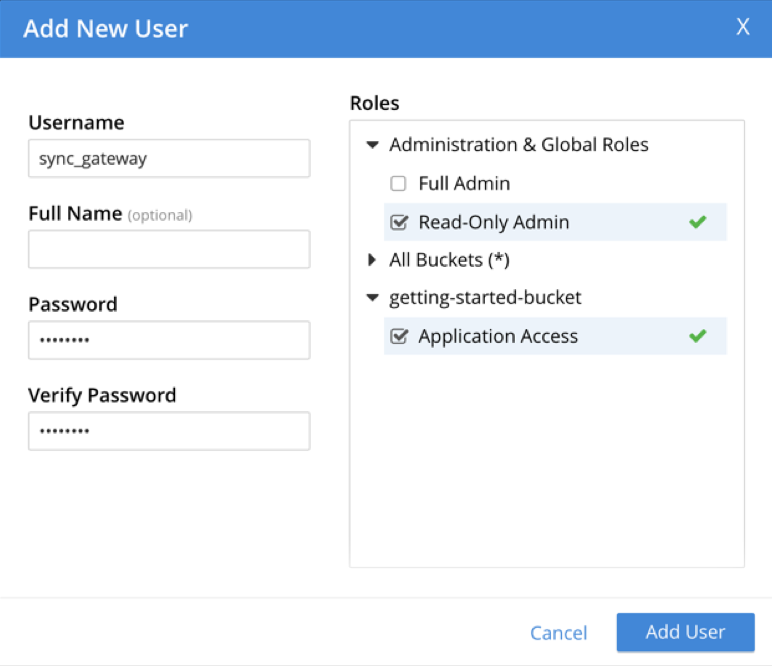 Add New User
X
Username
sync_gateway
Full Name (optional)
Password
••••••••
Verify Password
••••••••
Roles
Administration & Global Roles
Full Admin
Read-Only Admin
All Buckets (*)
getting-started-bucket
Application Access
Cancel
Add User